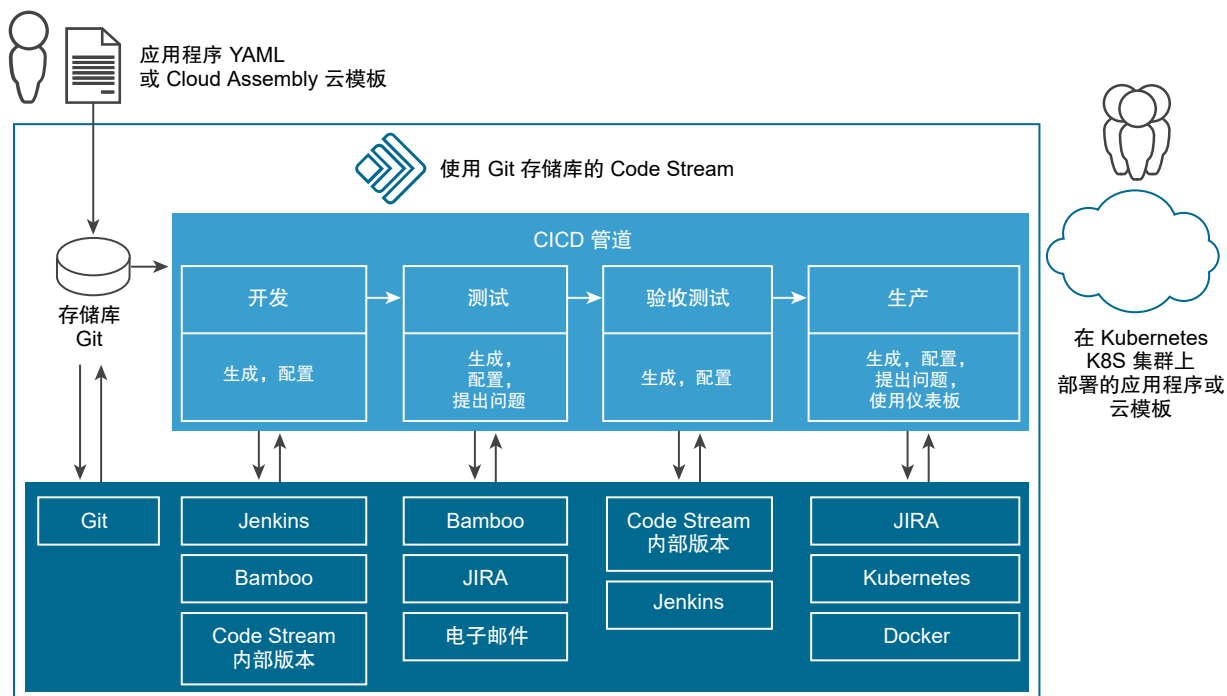 应用程序 YAML
或 Cloud Assembly 云模板
使用 Git 存储库的 Code Stream
CICD 管道
开发
测试
验收测试
生产
生成，配置
生成，
配置，
提出问题
生成，配置
生成，配置，
提出问题，
使用仪表板
存储库
Git
在 Kubernetes
K8S 集群上
部署的应用程序或
云模板
Git
Jenkins
Bamboo
Code Stream
内部版本
Bamboo
JIRA
电子邮件
Code Stream
内部版本
Jenkins
JIRA
Kubernetes
Docker